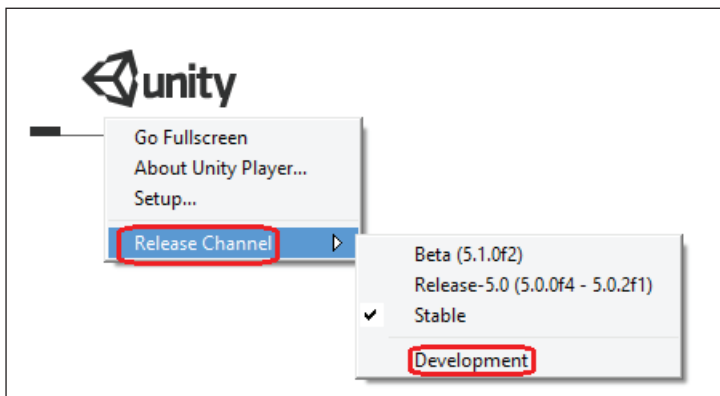 unity
Go Fullscreen
About Unity Player...
Setup...
Release Channel
Beta (5.1.0f2)
Release-5.0 (5.0.0f4 - 5.0.2f1)
Stable
Development